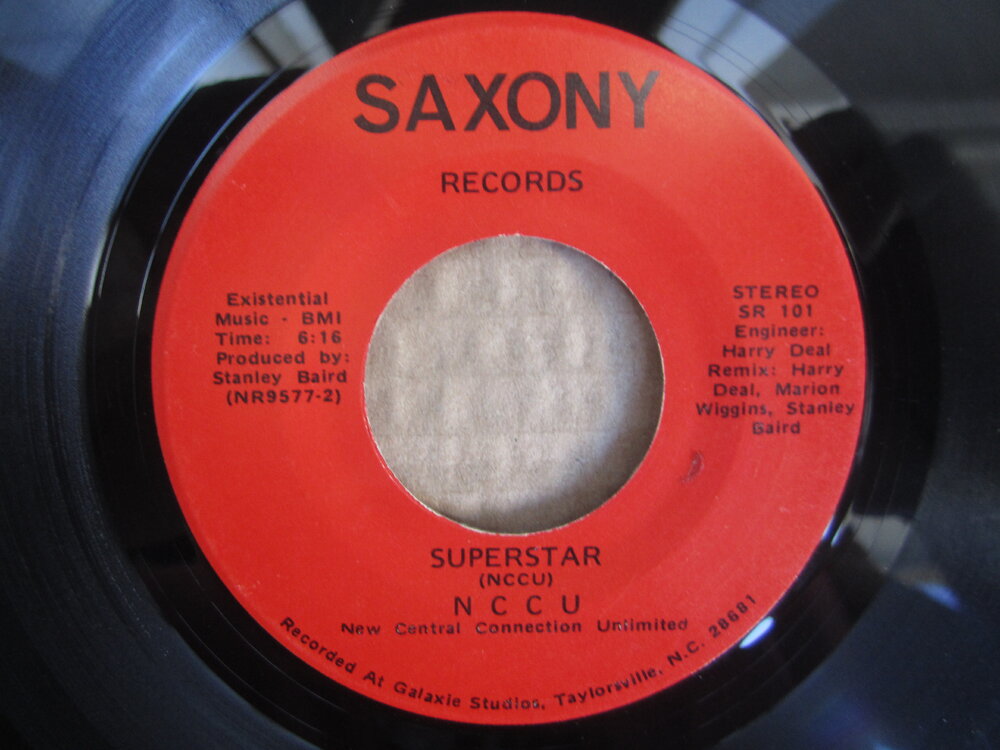 SAXONY
RECORDS
Existential
Music - BMI
Time: 6:16
Produced by:
Stanley Baird
(NR9577-2)
STEREO
SR 101
Engineer:
Harry Deal
Remix: Harry
Deal, Marion
Wiggins, Stanley
Baird
SUPERSTAR
(NCCU)
N C C U
New Central Connection Unlimited
Recorded At Galaxie Studios, Taylorsville, N.C. 28681